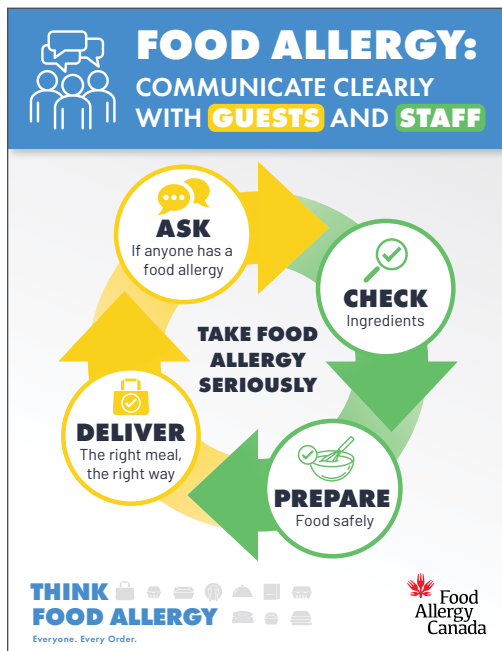 FOOD ALLERGY:
COMMUNICATE CLEARLY
WITH GUESTS AND STAFF
ASK
If anyone has a
food allergy
CHECK
Ingredients
TAKE FOOD
ALLERGY
SERIOUSLY
DELIVER
The right meal,
the right way
PREPARE
Food safely
THINK
FOOD ALLERGY
Everyone. Every Order.
Food
Allergy
Canada